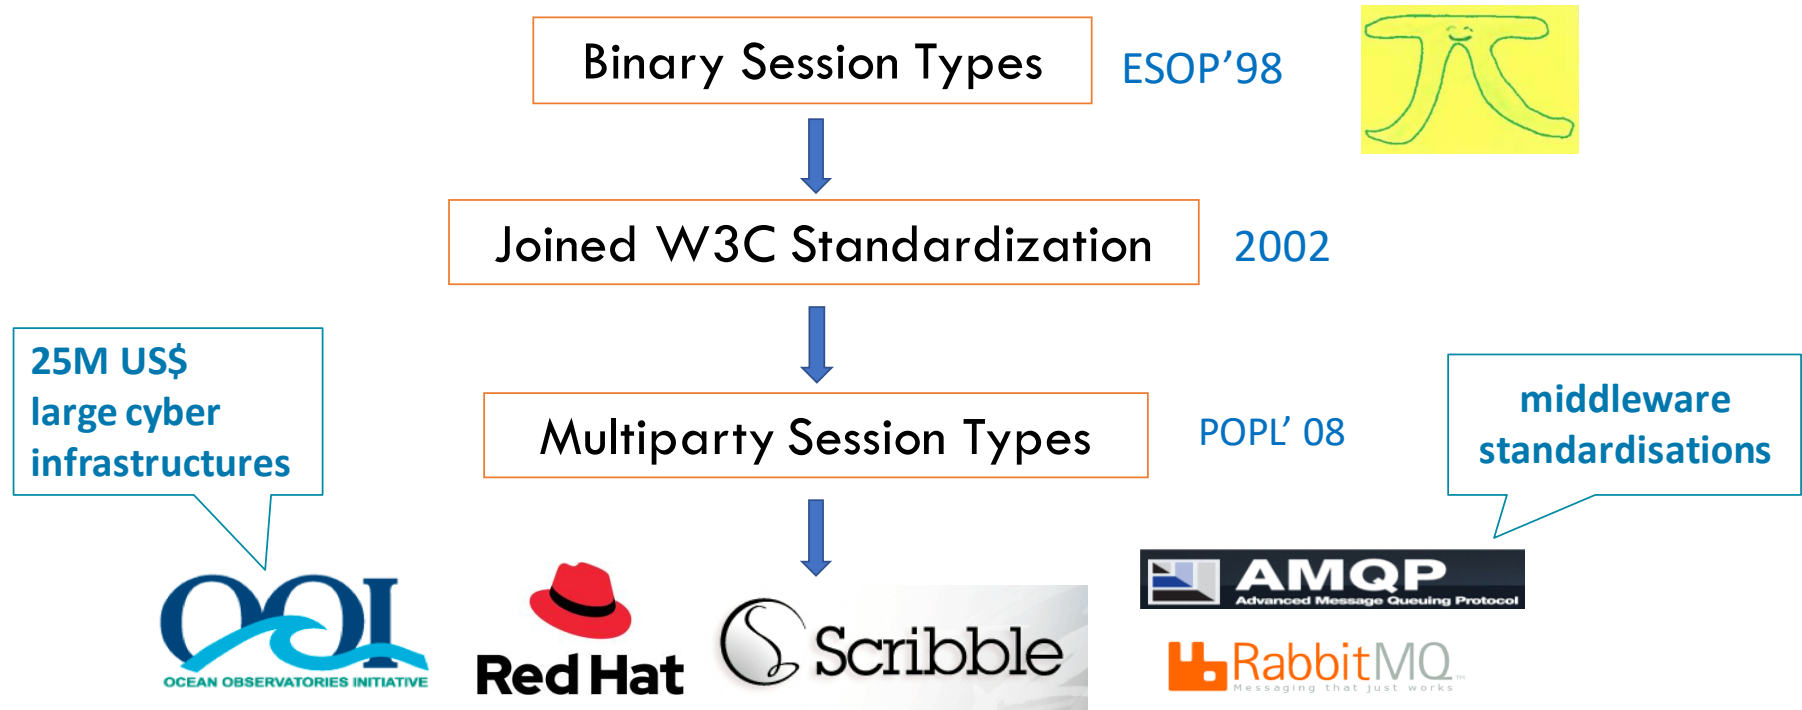 Binary Session Types
ESOP’98
Joined W3C Standardization
2002
25M US$
large cyber
infrastructures
Multiparty Session Types
POPL’ 08
middleware
standardisations
OOI
OCEAN OBSERVATORIES INITIATIVE
Red Hat
Scribble
AMQP
Advanced Message Queuing Protocol
RabbitMQ™
Messaging that just works